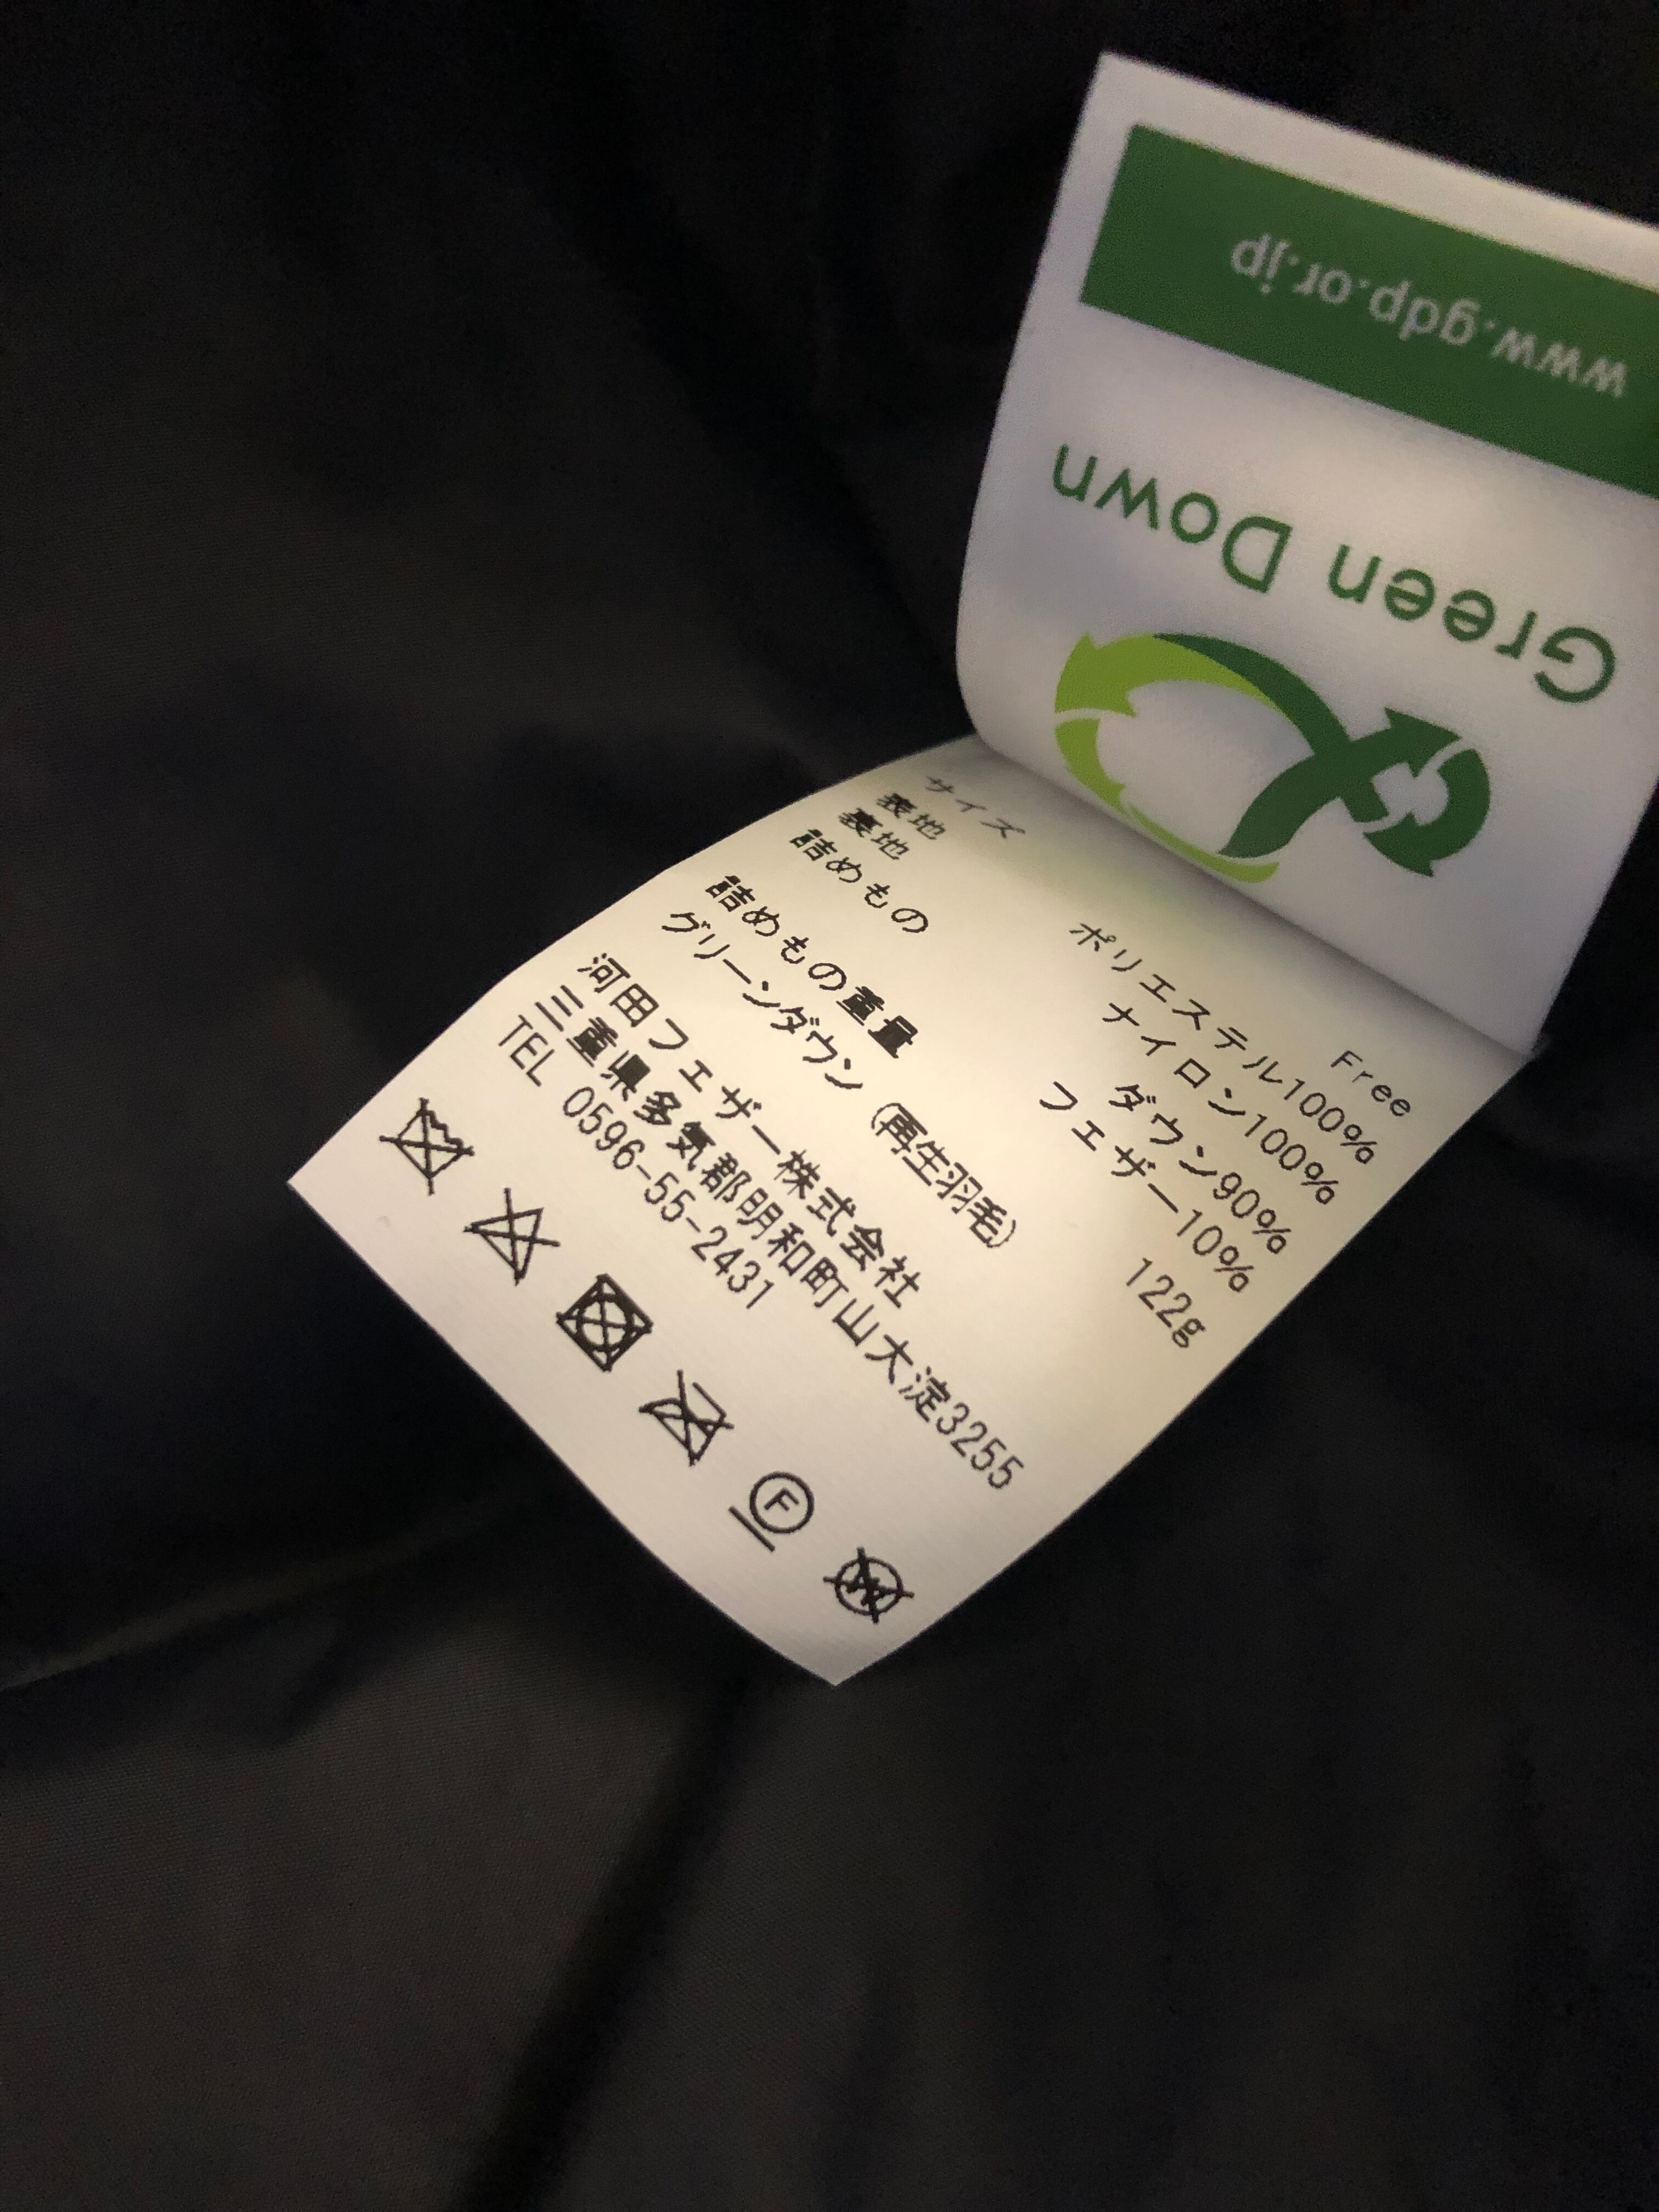 www.gdp.or.jp
Green Down
サイズ Free
表地 ポリエステル100%
裏地 ナイロン100%
詰めもの ダウン90%
フェザー10%
詰めもの重量 122g
グリーンダウン (再生羽毛)
河田フェザー株式会社
三重県多気郡明和町山大淀3255
TEL 0596-55-2431
F
W